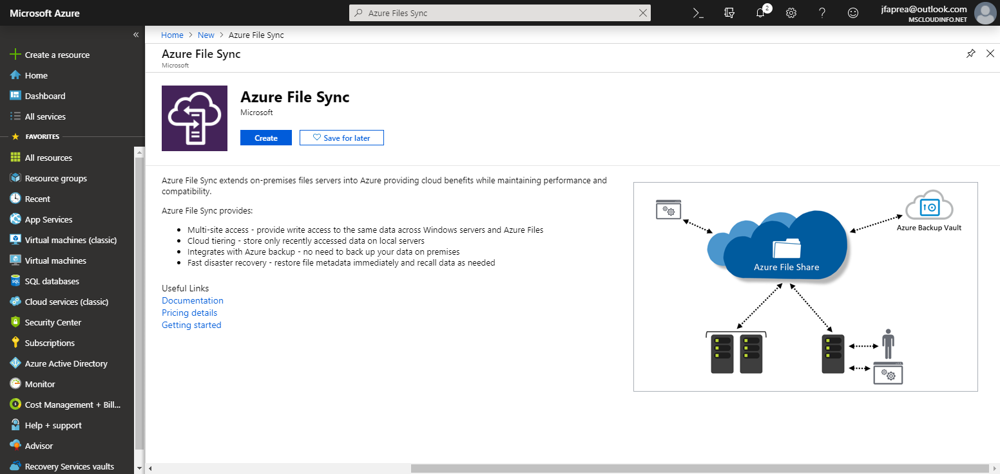 Microsoft Azure
Azure Files Sync
2
jfaprea@outlook.com
MSCLOUDINFO.NET
Create a resource
Home
Dashboard
All services
FAVORITES
All resources
Resource groups
Recent
App Services
Virtual machines (classic)
Virtual machines
SQL databases
Cloud services (classic)
Security Center
Subscriptions
Azure Active Directory
Monitor
Cost Management + Bill...
Help + support
Advisor
Recovery Services vaults
Home > New > Azure File Sync
Azure File Sync
Microsoft
Azure File Sync
Microsoft
Create
Save for later
Azure File Sync extends on-premises files servers into Azure providing cloud benefits while maintaining performance and
compatibility.
Azure File Sync provides:
• Multi-site access - provide write access to the same data across Windows servers and Azure Files
• Cloud tiering - store only recently accessed data on local servers
• Integrates with Azure backup - no need to back up your data on premises
• Fast disaster recovery - restore file metadata immediately and recall data as needed
Useful Links
Documentation
Pricing details
Getting started
Azure Backup Vault
Azure File Share